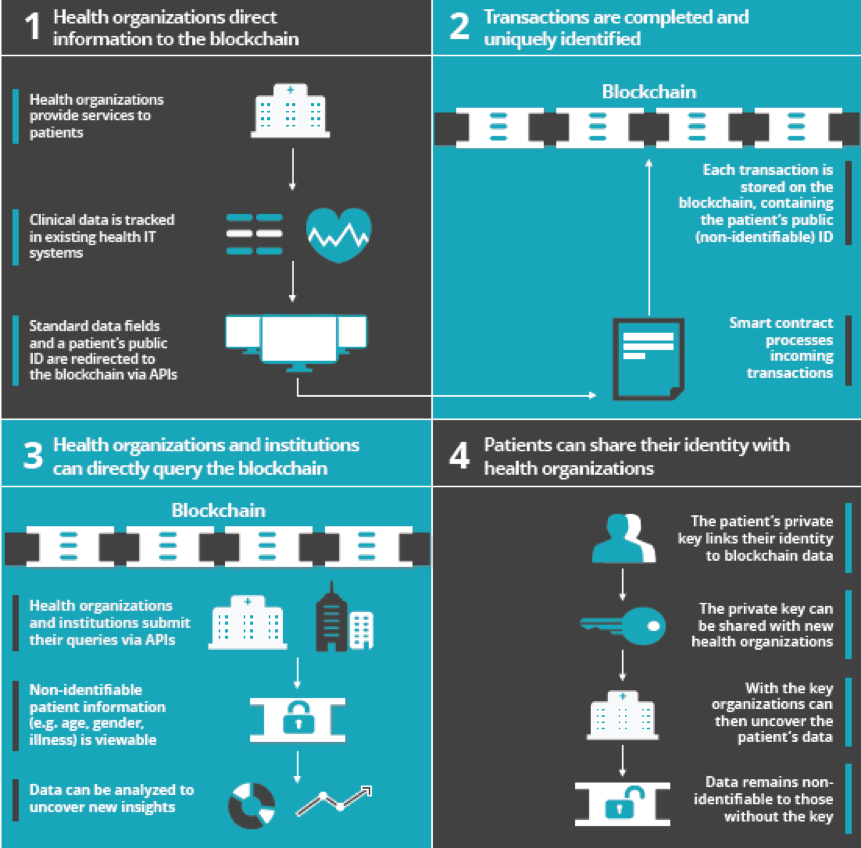 1
Health organizations direct
information to the blockchain
Health organizations
provide services to
patients
Clinical data is tracked
in existing health IT
systems
Standard data fields
and a patient's public
ID are redirected to
the blockchain via APIs
2
Transactions are completed and
uniquely identified
Blockchain
Each transaction is
stored on the
blockchain, containing
the patient's public
(non-identifiable) ID
Smart contract
processes
incoming
transactions
3
Health organizations and institutions
can directly query the blockchain
Blockchain
Health organizations
and institutions submit
their queries via APIs
Non-identifiable
patient information
(e.g. age, gender,
illness) is viewable
Data can be analyzed to
uncover new insights
4
Patients can share their identity with
health organizations
The patient's private
key links their identity
to blockchain data
The private key can
be shared with new
health organizations
With the key
organizations can
then uncover the
patient's data
Data remains non-
identifiable to those
without the key